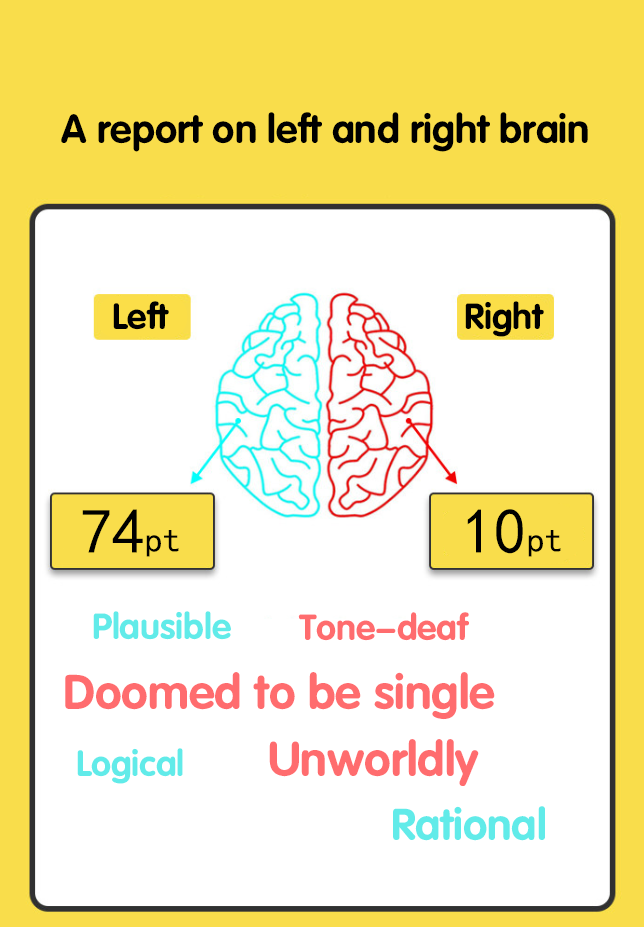 A report on left and right brain
Left
Right
74pt
10pt
Plausible
Tone-deaf
Doomed to be single
Logical
Unworldly
Rational